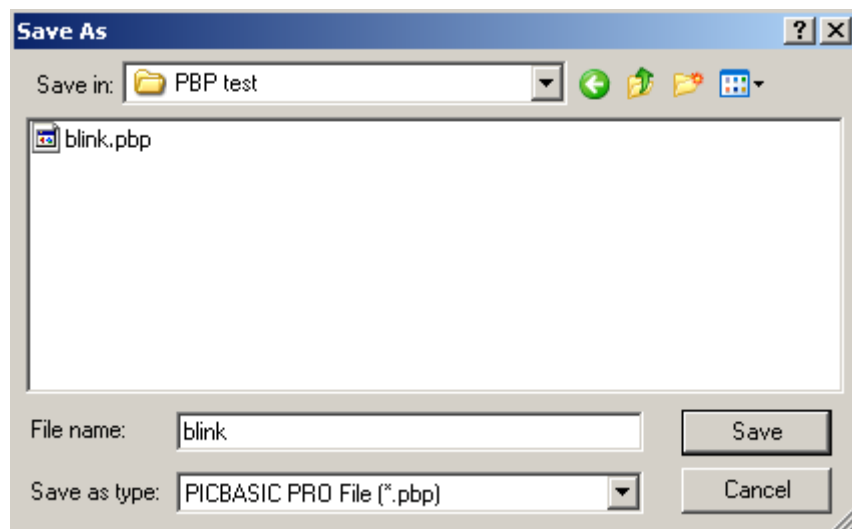 Save As
Save in: PBP test
blink.pbp
File name: blink Save
Save as type: PICBASIC PRO File (*.pbp) Cancel